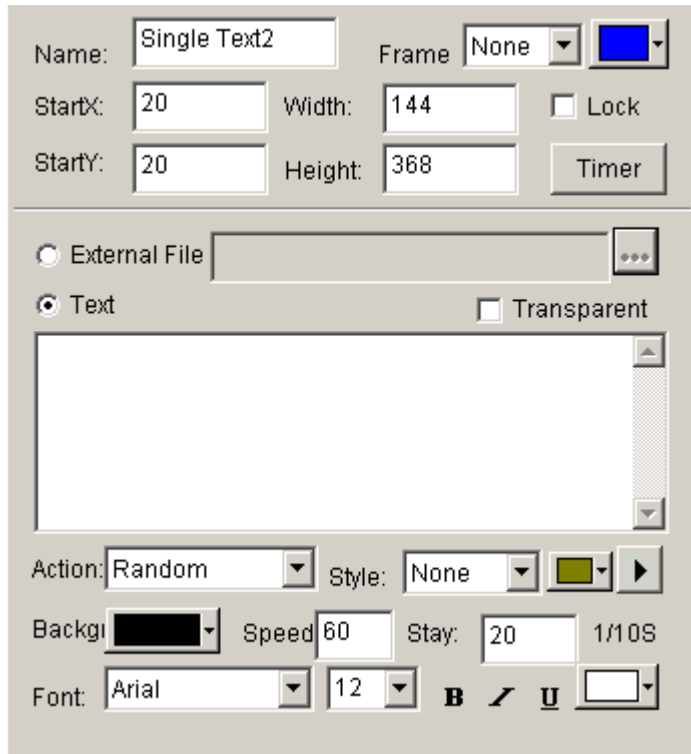 Name: Single Text2 Frame None
StartX: 20 Width: 144 Lock
StartY: 20 Height: 368 Timer
External File ...
Text Transparent
Action: Random Style: None
Backgr 60 Speed Stay: 20 1/10S
Font: Arial 12 B I U